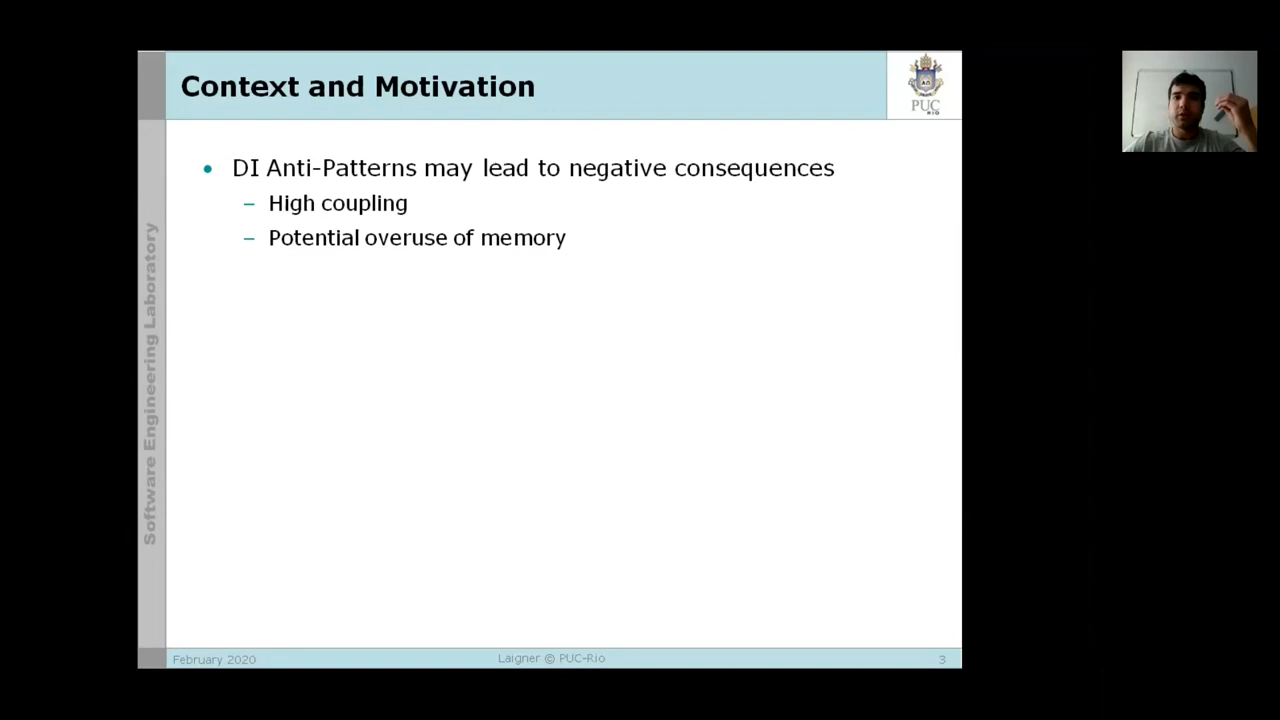 Context and Motivation
PUC
RIO
• DI Anti-Patterns may lead to negative consequences
– High coupling
– Potential overuse of memory
Software Engineering Laboratory
February 2020
Laigner © PUC-Rio
3